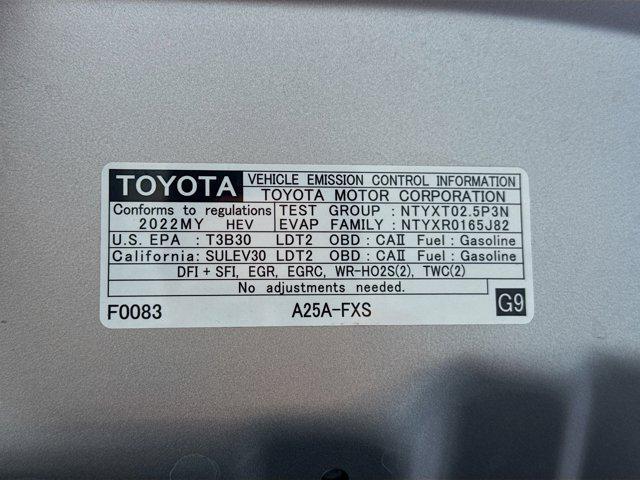 TOYOTA VEHICLE EMISSION CONTROL INFORMATION
TOYOTA MOTOR CORPORATION
Conforms to regulations TEST GROUP : NTYXT02.5P3N
2022MY HEV EVAP FAMILY : NTYXR0165J82
U.S. EPA : T3B30 LDT2 OBD : CAII Fuel : Gasoline
California: SULEV30 LDT2 OBD : CAII Fuel : Gasoline
DFI + SFI, EGR, EGRC, WR-HO2S(2), TWC(2)
No adjustments needed.
F0083 A25A-FXS G9